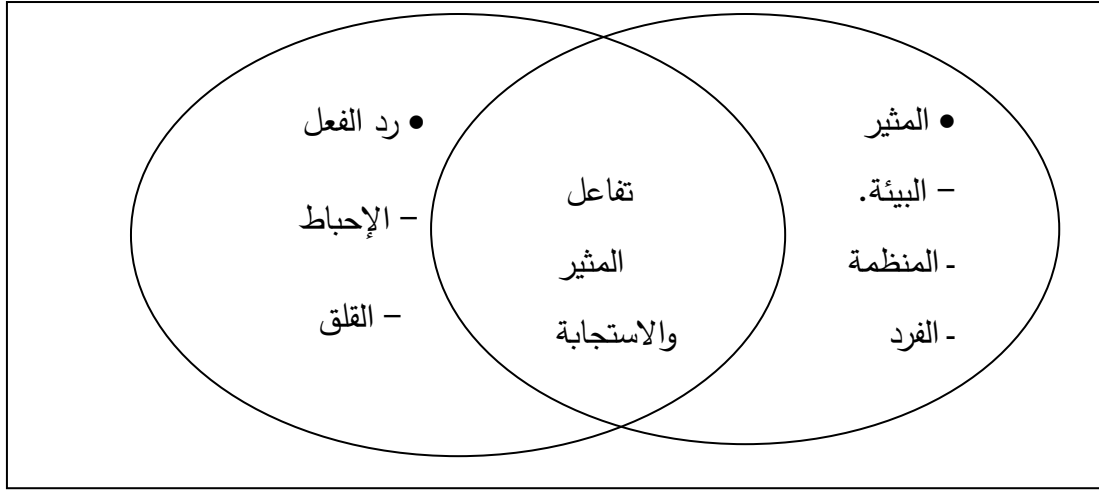 • المثير
– البيئة.
- المنظمة
- الفرد
تفاعل
المثير
والاستجابة
• رد الفعل
– الإحباط
– القلق